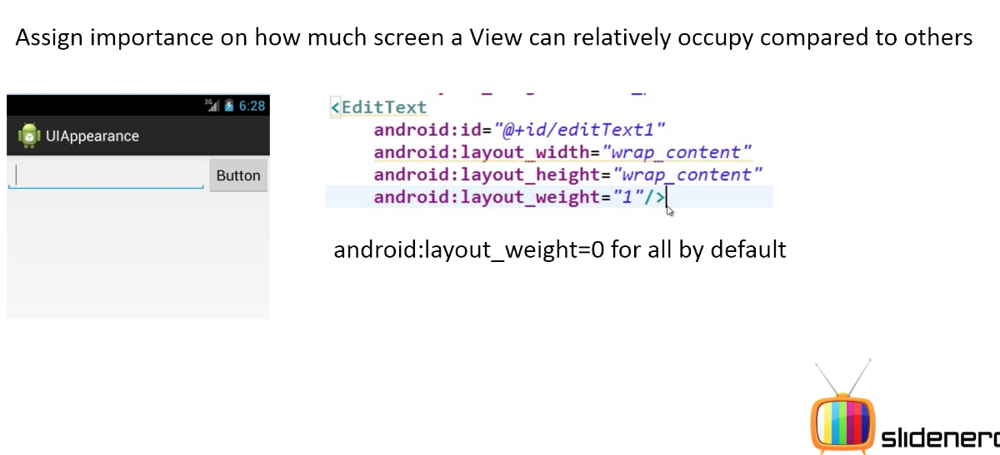 Assign importance on how much screen a View can relatively occupy compared to others
3G 6:28
UIAppearance
Button
<EditText
android:id="@+id/editText1"
android:layout_width="wrap_content"
android:layout_height="wrap_content"
android:layout_weight="1"/>
android:layout_weight=0 for all by default